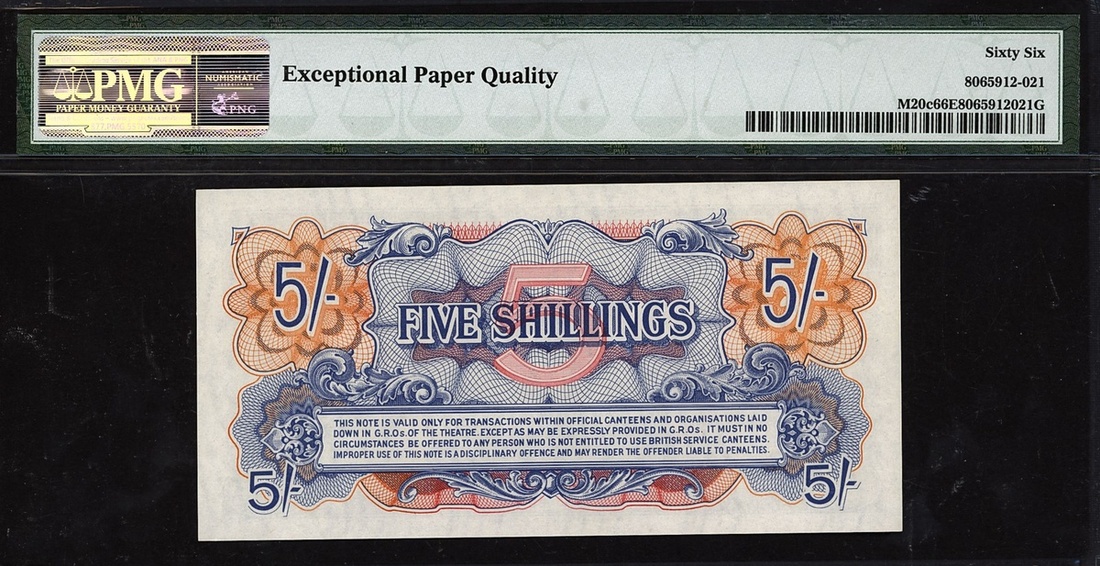 PMG
PAPER MONEY GUARANTY
NUMISMATIC
PNG
Exceptional Paper Quality
Sixty Six
8065912-021
M20c66E8065912021G
5/-
5/-
5
FIVE SHILLINGS
THIS NOTE IS VALID ONLY FOR TRANSACTIONS WITHIN OFFICIAL CANTEENS AND ORGANISATIONS LAID
DOWN IN G.R.Os. OF THE THEATRE. EXCEPT AS MAY BE EXPRESSLY PROVIDED IN G.R.Os. IT MUST IN NO
CIRCUMSTANCES BE OFFERED TO ANY PERSON WHO IS NOT ENTITLED TO USE BRITISH SERVICE CANTEENS.
IMPROPER USE OF THIS NOTE IS A DISCIPLINARY OFFENCE AND MAY RENDER THE OFFENDER LIABLE TO PENALTIES.
5/-
5/-